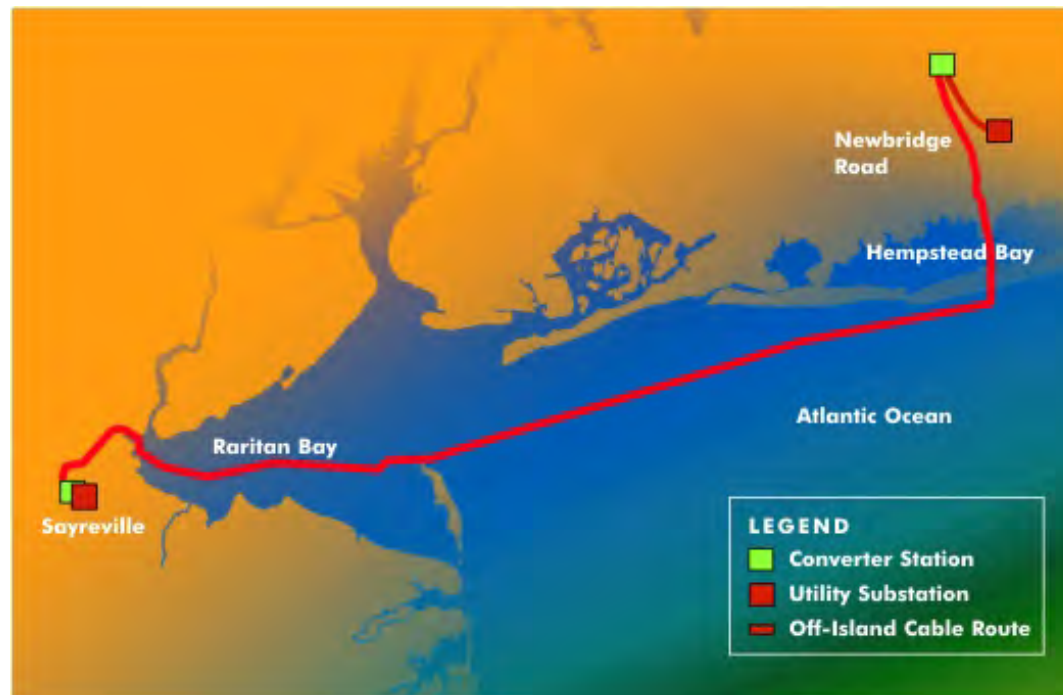 Newbridge
Road
Hempstead Bay
Atlantic Ocean
Raritan Bay
Sayreville
LEGEND
Converter Station
Utility Substation
Off-Island Cable Route